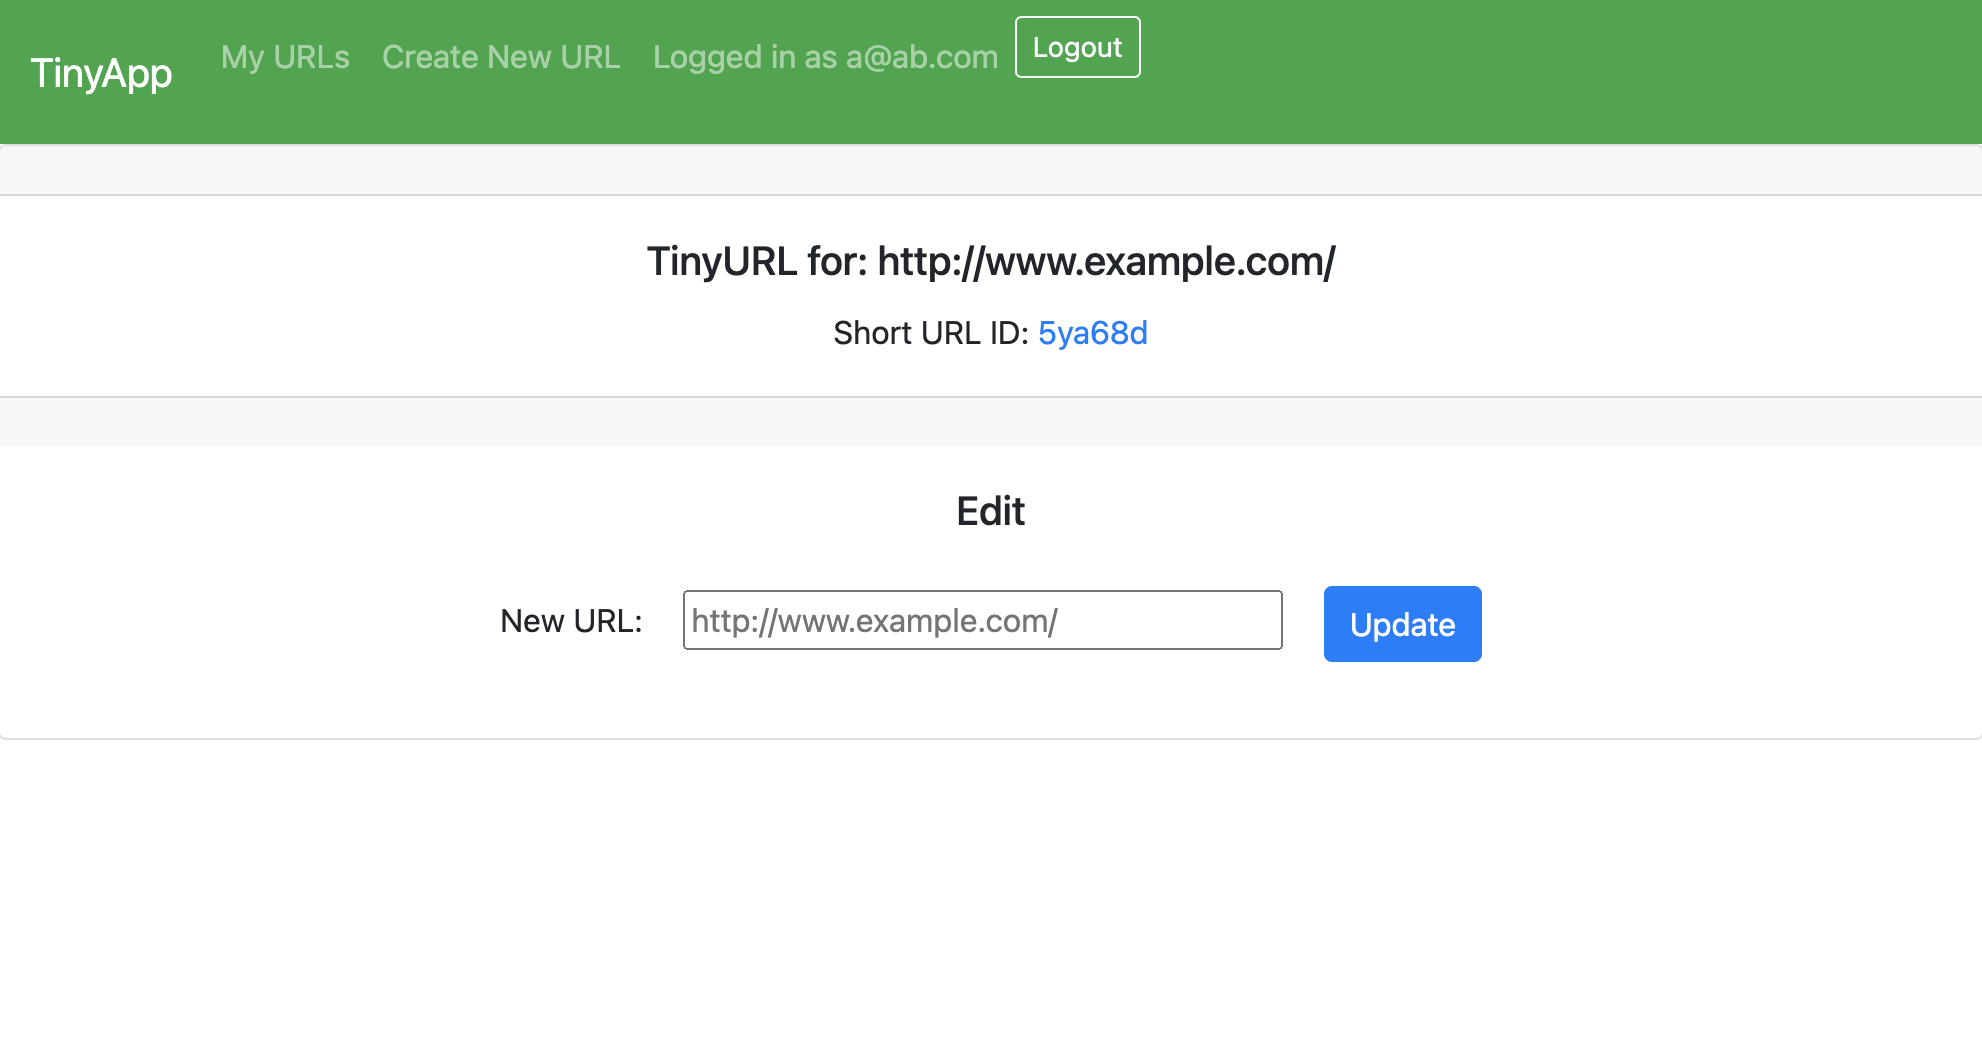 TinyApp My URLs Create New URL Logged in as a@ab.com Logout
TinyURL for: http://www.example.com/
Short URL ID: 5ya68d
Edit
New URL: http://www.example.com/ Update